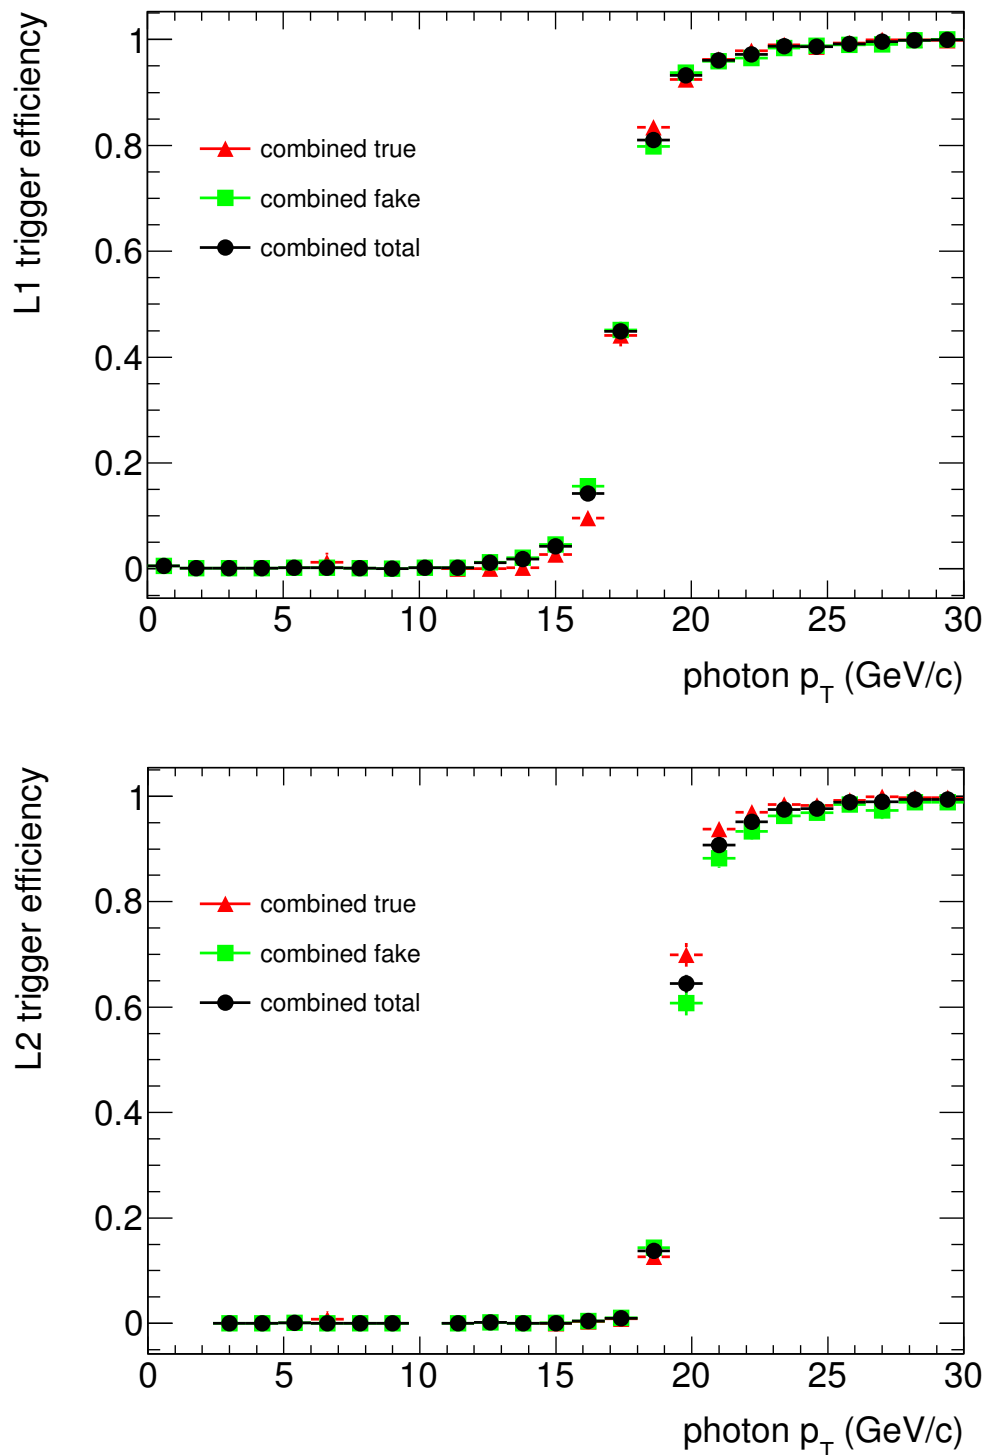 L1 trigger efficiency
1
0.8
0.6
0.4
0.2
0
combined true
combined fake
combined total
0 5 10 15 20 25 30
photon p_T (GeV/c)
L2 trigger efficiency
1
0.8
0.6
0.4
0.2
0
combined true
combined fake
combined total
0 5 10 15 20 25 30
photon p_T (GeV/c)